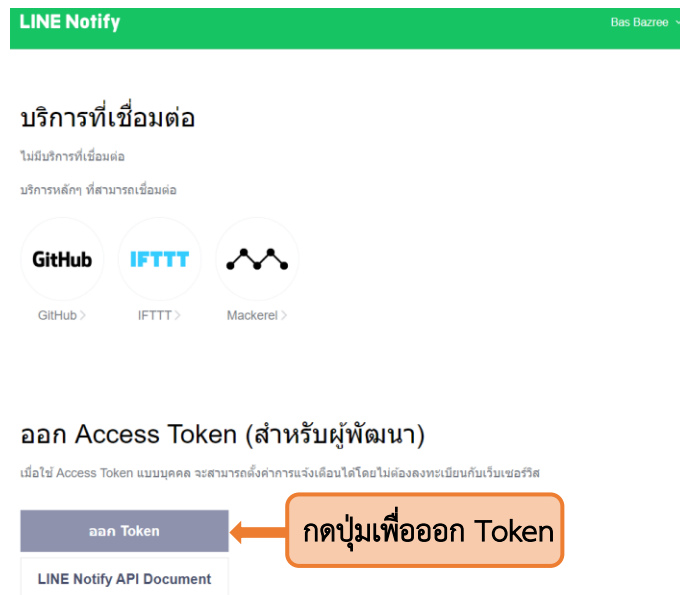 LINE Notify
Bas Bazree
บริการที่เชื่อมต่อ
ไม่มีบริการที่เชื่อมต่อ
บริการหลักๆ ที่สามารถเชื่อมต่อ
GitHub IFTTT
GitHub > IFTTT > Mackerel >
ออก Access Token (สำหรับผู้พัฒนา)
เมื่อใช้ Access Token แบบบุคคล จะสามารถตั้งค่าการแจ้งเตือนได้โดยไม่ต้องลงทะเบียนกับเว็บเซอร์วิส
ออก Token
กดปุ่มเพื่อออก Token
LINE Notify API Document